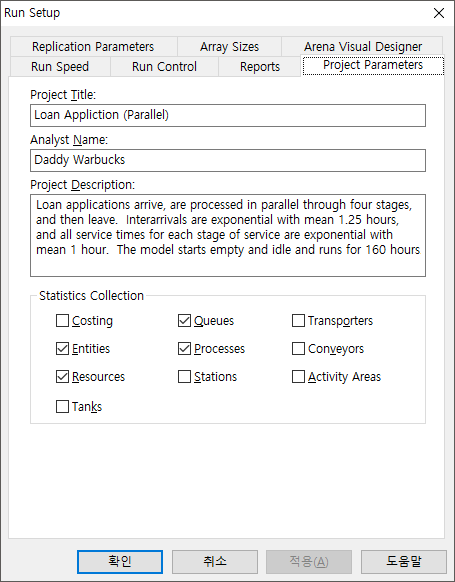 Run Setup
Replication Parameters
Array Sizes
Arena Visual Designer
Run Speed
Run Control
Reports
Project Parameters
Project Title:
Loan Appliction (Parallel)
Analyst Name:
Daddy Warbucks
Project Description:
Loan applications arrive, are processed in parallel through four stages,
and then leave.  Interarrivals are exponential with mean 1.25 hours,
and all service times for each stage of service are exponential with
mean 1 hour.  The model starts empty and idle and runs for 160 hours
Statistics Collection
Costing
Queues
Transporters
Entities
Processes
Conveyors
Resources
Stations
Activity Areas
Tanks
확인
취소
적용(A)
도움말